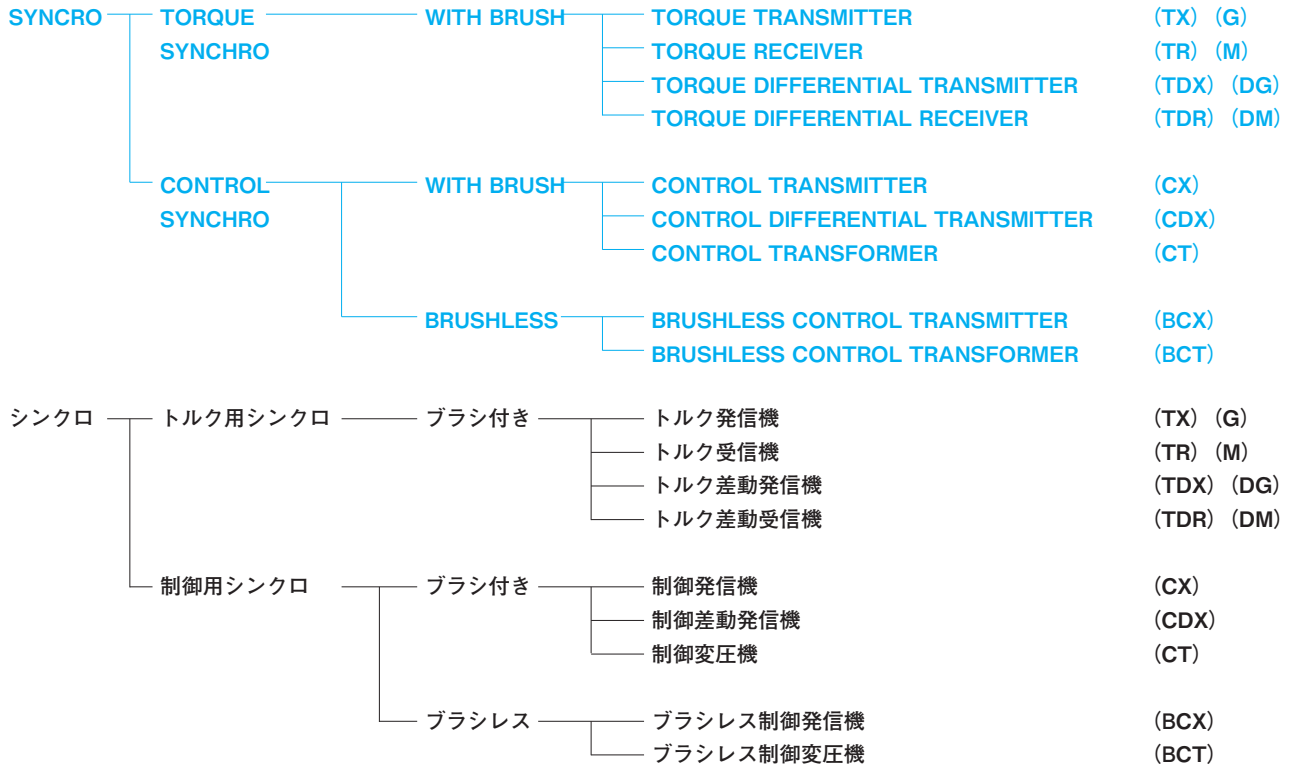 SYNCRO TORQUE WITH BRUSH TORQUE TRANSMITTER (TX) (G)
SYNCHRO TORQUE RECEIVER (TR) (M)
TORQUE DIFFERENTIAL TRANSMITTER (TDX) (DG)
TORQUE DIFFERENTIAL RECEIVER (TDR) (DM)
CONTROL WITH BRUSH CONTROL TRANSMITTER (CX)
SYNCHRO CONTROL DIFFERENTIAL TRANSMITTER (CDX)
CONTROL TRANSFORMER (CT)
BRUSHLESS BRUSHLESS CONTROL TRANSMITTER (BCX)
BRUSHLESS CONTROL TRANSFORMER (BCT)
シンクロ トルク用シンクロ ブラシ付き トルク発信機 (TX) (G)
トルク受信機 (TR) (M)
トルク差動発信機 (TDX) (DG)
トルク差動受信機 (TDR) (DM)
制御用シンクロ ブラシ付き 制御発信機 (CX)
制御差動発信機 (CDX)
制御変圧機 (CT)
ブラシレス ブラシレス制御発信機 (BCX)
ブラシレス制御変圧機 (BCT)